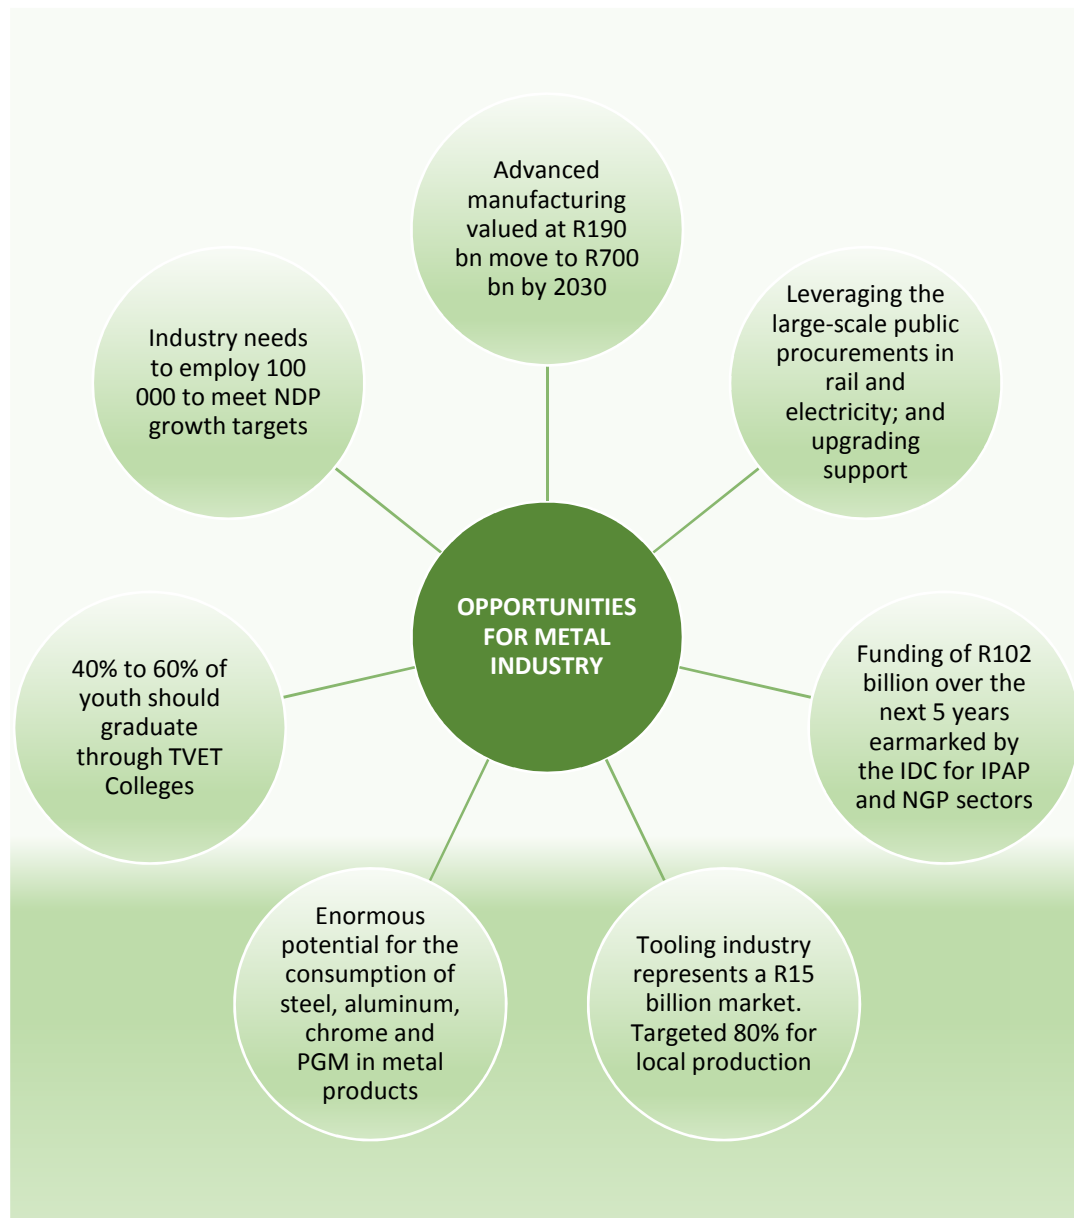 Advanced
manufacturing
valued at R190
bn move to R700
bn by 2030
Leveraging the
large-scale public
procurements in
rail and
electricity; and
upgrading
support
Funding of R102
billion over the
next 5 years
earmarked by
the IDC for IPAP
and NGP sectors
Tooling industry
represents a R15
billion market.
Targeted 80% for
local production
Enormous
potential for the
consumption of
steel, aluminum,
chrome and
PGM in metal
products
40% to 60% of
youth should
graduate
through TVET
Colleges
Industry needs
to employ 100
000 to meet NDP
growth targets
OPPORTUNITIES
FOR METAL
INDUSTRY